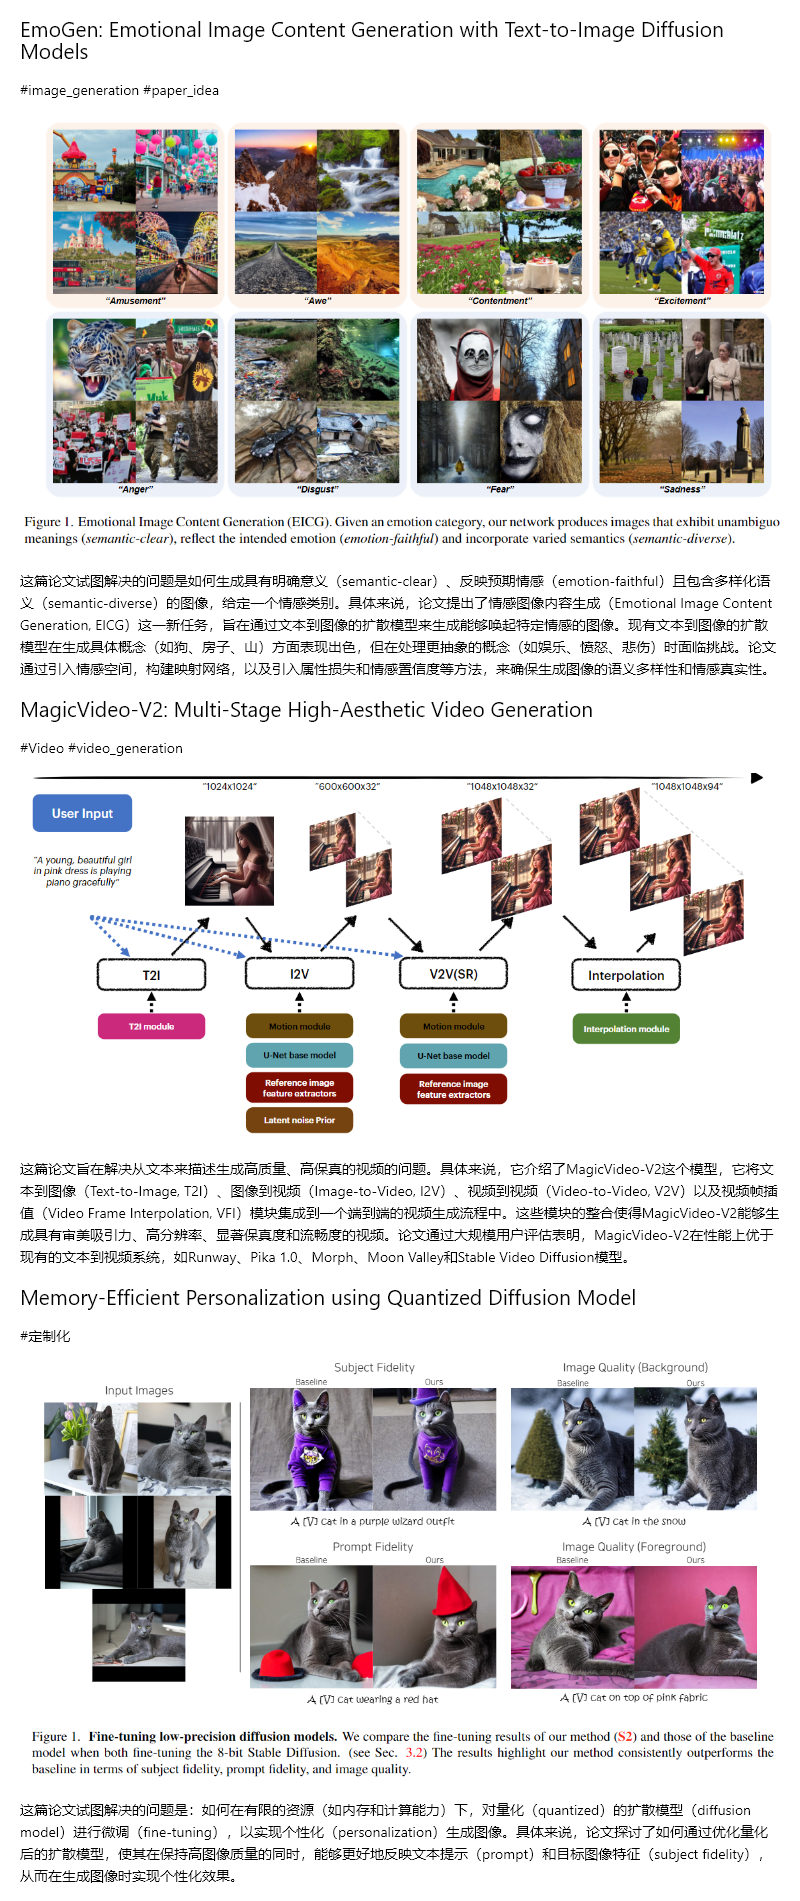 EmoGen: Emotional Image Content Generation with Text-to-Image Diffusion
Models
#image_generation #paper_idea
"Amusement"
"Awe"
"Contentment"
"Excitement"
"Anger"
"Disgust"
"Fear"
"Sadness"
Figure 1. Emotional Image Content Generation (EICG). Given an emotion category, our network produces images that exhibit unambiguo
meanings (semantic-clear), reflect the intended emotion (emotion-faithful) and incorporate varied semantics (semantic-diverse).
这篇论文试图解决的问题是如何生成具有明确意义（semantic-clear）、反映预期情感（emotion-faithful）且包含多样化语
义（semantic-diverse）的图像，给定一个情感类别。具体来说，论文提出了情感图像内容生成（Emotional Image Content
Generation, EICG）这一新任务，旨在通过文本到图像的扩散模型来生成能够唤起特定情感的图像。现有文本到图像的扩散
模型在生成具体概念（如狗、房子、山）方面表现出色，但在处理更抽象的概念（如娱乐、愤怒、悲伤）时面临挑战。论文
通过引入情感空间，构建映射网络，以及引入属性损失和情感置信度等方法，来确保生成图像的语义多样性和情感真实性。
MagicVideo-V2: Multi-Stage High-Aesthetic Video Generation
#Video #video_generation
"1024x1024"
"600x600x32"
"1048x1048x32"
"1048x1048x94"
User Input
"A young, beautiful girl
in pink dress is playing
piano gracefully"
T2I
I2V
V2V(SR)
Interpolation
T2I module
Motion module
Motion module
Interpolation module
U-Net base model
U-Net base model
Reference image
feature extractors
Reference image
feature extractors
Latent noise Prior
这篇论文旨在解决从文本来描述生成高质量、高保真的视频的问题。具体来说，它介绍了MagicVideo-V2这个模型，它将文
本到图像（Text-to-Image, T2I）、图像到视频（Image-to-Video, I2V）、视频到视频（Video-to-Video, V2V）以及视频帧插
值（Video Frame Interpolation, VFI）模块集成到一个端到端的视频生成流程中。这些模块的整合使得MagicVideo-V2能够生
成具有审美吸引力、高分辨率、显著保真度和流畅度的视频。论文通过大规模用户评估表明，MagicVideo-V2在性能上优于
现有的文本到视频系统，如Runway、Pika 1.0、Morph、Moon Valley和Stable Video Diffusion模型。
Memory-Efficient Personalization using Quantized Diffusion Model
#定制化
Input Images
Subject Fidelity
Baseline
Ours
A [V] cat in a purple wizard outfit
Image Quality (Background)
Baseline
Ours
A [V] cat in the snow
Prompt Fidelity
Baseline
Ours
A [V] cat wearing a red hat
Image Quality (Foreground)
Baseline
Ours
A [V] cat on top of pink fabric
Figure 1. Fine-tuning low-precision diffusion models. We compare the fine-tuning results of our method (S2) and those of the baseline
model when both fine-tuning the 8-bit Stable Diffusion. (see Sec. 3.2) The results highlight our method consistently outperforms the
baseline in terms of subject fidelity, prompt fidelity, and image quality.
这篇论文试图解决的问题是：如何在有限的资源（如内存和计算能力）下，对量化（quantized）的扩散模型（diffusion
model）进行微调（fine-tuning），以实现个性化（personalization）生成图像。具体来说，论文探讨了如何通过优化量化
后的扩散模型，使其在保持高图像质量的同时，能够更好地反映文本提示（prompt）和目标图像特征（subject fidelity），
从而在生成图像时实现个性化效果。